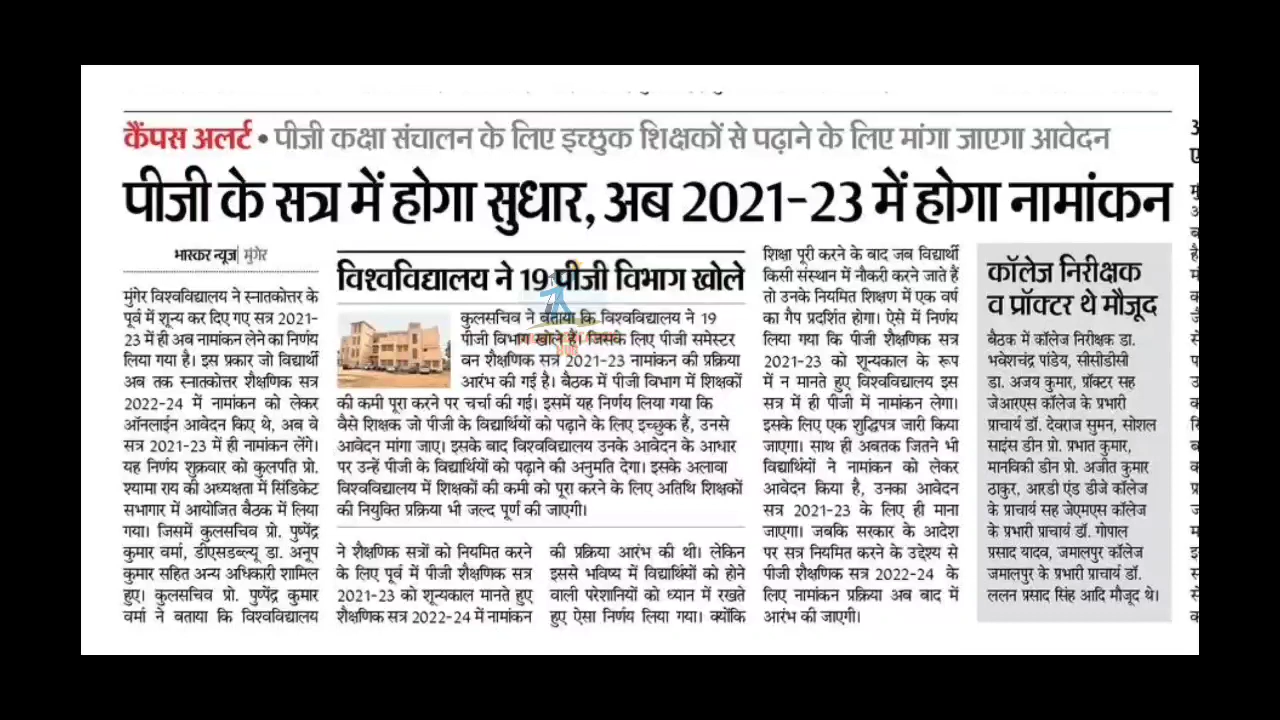 कैंपस अलर्ट • पीजी कक्षा संचालन के लिए इच्छुक शिक्षकों से पढ़ाने के लिए मांगा जाएगा आवेदन
पीजी के सत्र में होगा सुधार, अब 2021-23 में होगा नामांकन
भास्कर न्यूज| मुंगेर
मुंगेर विश्वविद्यालय ने स्नातकोत्तर के
पूर्व में शून्य कर दिए गए सत्र 2021-
23 में ही अब नामांकन लेने का निर्णय
लिया गया है। इस प्रकार जो विद्यार्थी
अब तक स्नातकोत्तर शैक्षणिक सत्र
2022-24 में नामांकन को लेकर
ऑनलाईन आवेदन किए थे, अब वे
सत्र 2021-23 में ही नामांकन लेंगे।
यह निर्णय शुक्रवार को कुलपति प्रो.
श्यामा राय की अध्यक्षता में सिंडिकेट
सभागार में आयोजित बैठक में लिया
गया। जिसमें कुलसचिव प्रो. पुष्पेंद्र
कुमार वर्मा, डीएसडब्ल्यू डा. अनूप
कुमार सहित अन्य अधिकारी शामिल
हुए। कुलसचिव प्रो. पुष्पेंद्र कुमार
वर्मा ने बताया कि विश्वविद्यालय
विश्वविद्यालय ने 19 पीजी विभाग खोले
कुलसचिव ने बताया कि विश्वविद्यालय ने 19
पीजी विभाग खोले हैं। जिसके लिए पीजी समेस्टर
वन शैक्षणिक सत्र 2021-23 नामांकन की प्रक्रिया
आरंभ की गई है। बैठक में पीजी विभाग में शिक्षकों
की कमी पूरा करने पर चर्चा की गई। इसमें यह निर्णय लिया गया कि
वैसे शिक्षक जो पीजी के विद्यार्थियों को पढ़ाने के लिए इच्छुक हैं, उनसे
आवेदन मांगा जाए। इसके बाद विश्वविद्यालय उनके आवेदन के आधार
पर उन्हें पीजी के विद्यार्थियों को पढ़ाने की अनुमति देगा। इसके अलावा
विश्वविद्यालय में शिक्षकों की कमी को पूरा करने के लिए अतिथि शिक्षकों
की नियुक्ति प्रक्रिया भी जल्द पूर्ण की जाएगी।
ने शैक्षणिक सत्रों को नियमित करने
के लिए पूर्व में पीजी शैक्षणिक सत्र
2021-23 को शून्यकाल मानते हुए
शैक्षणिक सत्र 2022-24 में नामांकन
की प्रक्रिया आरंभ की थी। लेकिन
इससे भविष्य में विद्यार्थियों को होने
वाली परेशानियों को ध्यान में रखते
हुए ऐसा निर्णय लिया गया। क्योंकि
शिक्षा पूरी करने के बाद जब विद्यार्थी
किसी संस्थान में नौकरी करने जाते हैं
तो उनके नियमित शिक्षण में एक वर्ष
का गैप प्रदर्शित होगा। ऐसे में निर्णय
लिया गया कि पीजी शैक्षणिक सत्र
2021-23 को शून्यकाल के रूप
में न मानते हुए विश्वविद्यालय इस
सत्र में ही पीजी में नामांकन लेगा।
इसके लिए एक शुद्धिपत्र जारी किया
जाएगा। साथ ही अबतक जितने भी
विद्यार्थियों ने नामांकन को लेकर
आवेदन किया है, उनका आवेदन
सत्र 2021-23 के लिए ही माना
जाएगा। जबकि सरकार के आदेश
पर सत्र नियमित करने के उद्देश्य से
पीजी शैक्षणिक सत्र 2022-24 के
लिए नामांकन प्रक्रिया अब बाद में
आरंभ की जाएगी।
कॉलेज निरीक्षक
व प्रॉक्टर थे मौजूद
बैठक में कॉलेज निरीक्षक डा.
भवेशचंद्र पांडेय, सीसीडीसी
डा. अजय कुमार, प्रॉक्टर सह
जेआरएस कॉलेज के प्रभारी
प्राचार्य डॉ. देवराज सुमन, सोशल
साइंस डीन प्रो. प्रभात कुमार,
मानविकी डीन प्रो. अजीत कुमार
ठाकुर, आरडी एंड डीजे कॉलेज
के प्राचार्य सह जेएमएस कॉलेज
के प्रभारी प्राचार्य डॉ. गोपाल
प्रसाद यादव, जमालपुर कॉलेज
जमालपुर के प्रभारी प्राचार्य डॉ.
ललन प्रसाद सिंह आदि मौजूद थे।